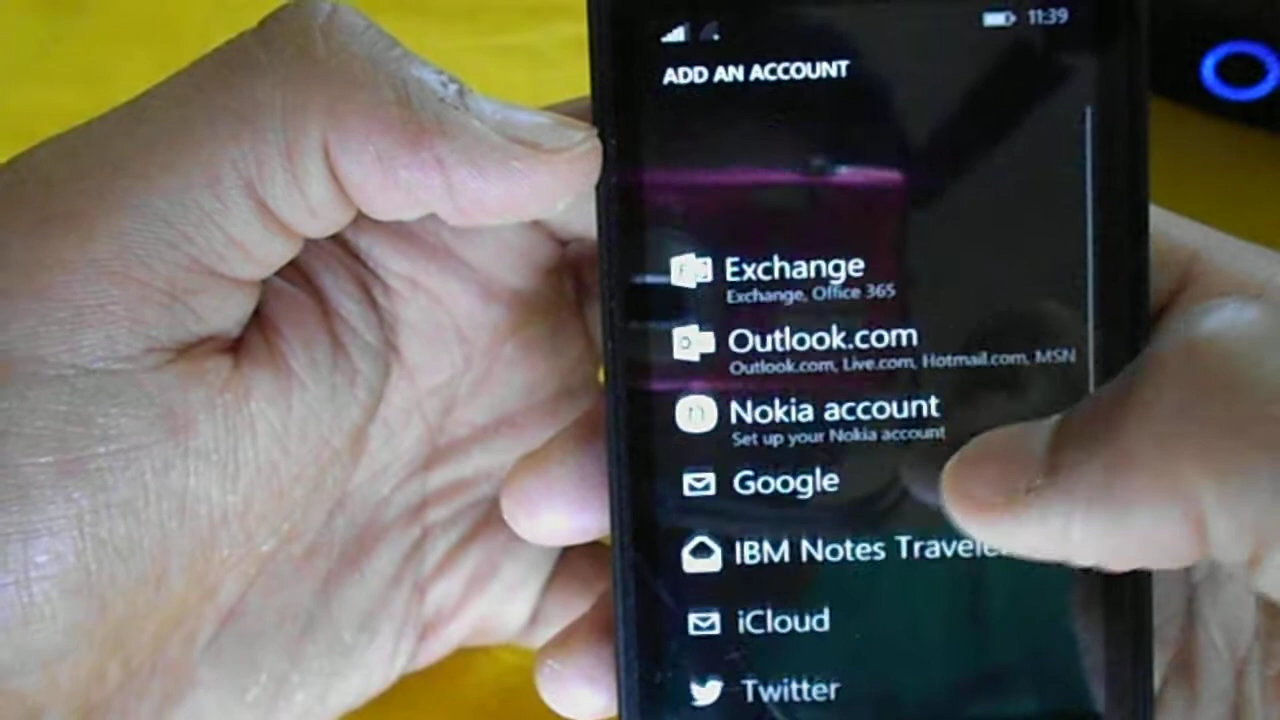 11:39
ADD AN ACCOUNT
Exchange
Exchange, Office 365
Outlook.com
Outlook.com, Live.com, Hotmail.com, MSN
Nokia account
Set up your Nokia account
Google
IBM Notes Traveler
iCloud
Twitter